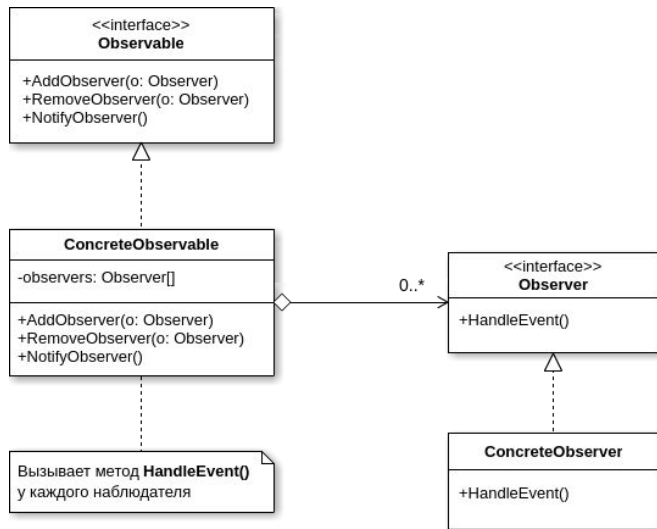 <<interface>>
Observable
+AddObserver(o: Observer)
+RemoveObserver(o: Observer)
+NotifyObserver()
ConcreteObservable
-observers: Observer[]
+AddObserver(o: Observer)
+RemoveObserver(o: Observer)
+NotifyObserver()
0..*
<<interface>>
Observer
+HandleEvent()
Вызывает метод HandleEvent()
у каждого наблюдателя
ConcreteObserver
+HandleEvent()